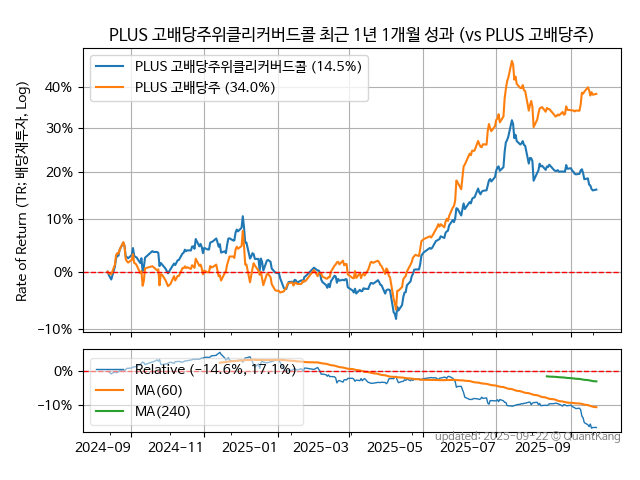 PLUS 고배당주위클리커버드콜 최근 1년 1개월 성과 (vs PLUS 고배당주)
Rate of Return (TR: 배당재투자, Log)
PLUS 고배당주위클리커버드콜 (14.5%)
PLUS 고배당주 (34.0%)
40%
30%
20%
10%
0%
−10%
Relative (−14.6%, 17.1%)
MA(60)
MA(240)
0%
−10%
2024-09 2024-11 2025-01 2025-03 2025-05 2025-07 2025-09
updated: 2025-09-22 © QuantKang